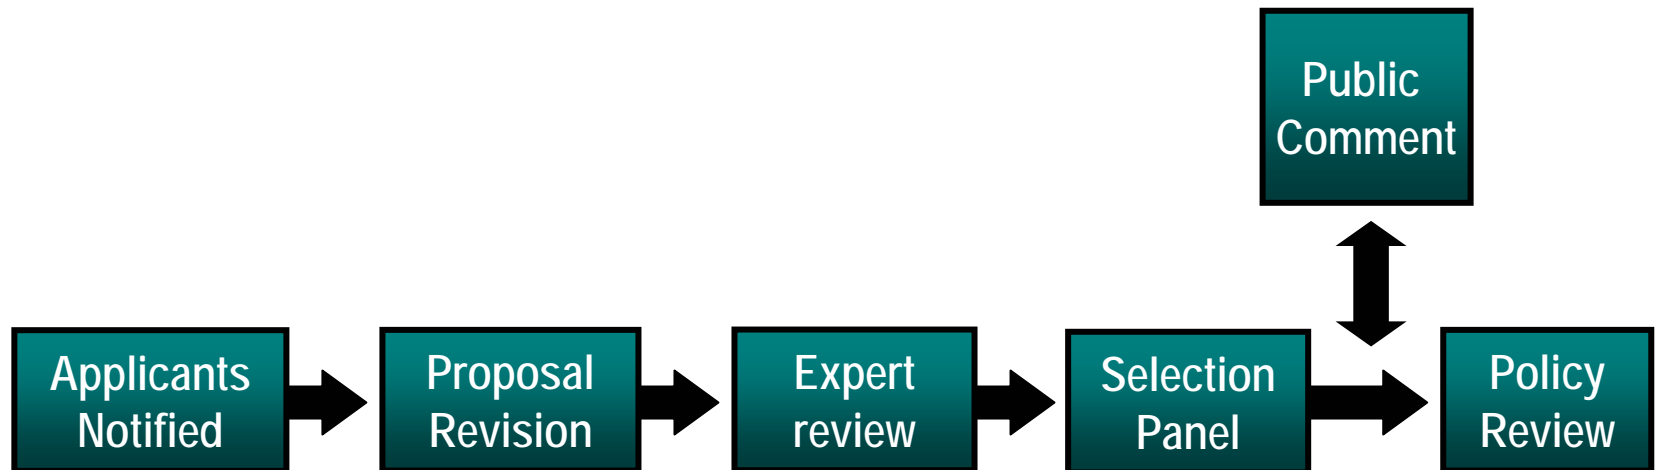 Public
Comment
Applicants
Notified
Proposal
Revision
Expert
review
Selection
Panel
Policy
Review